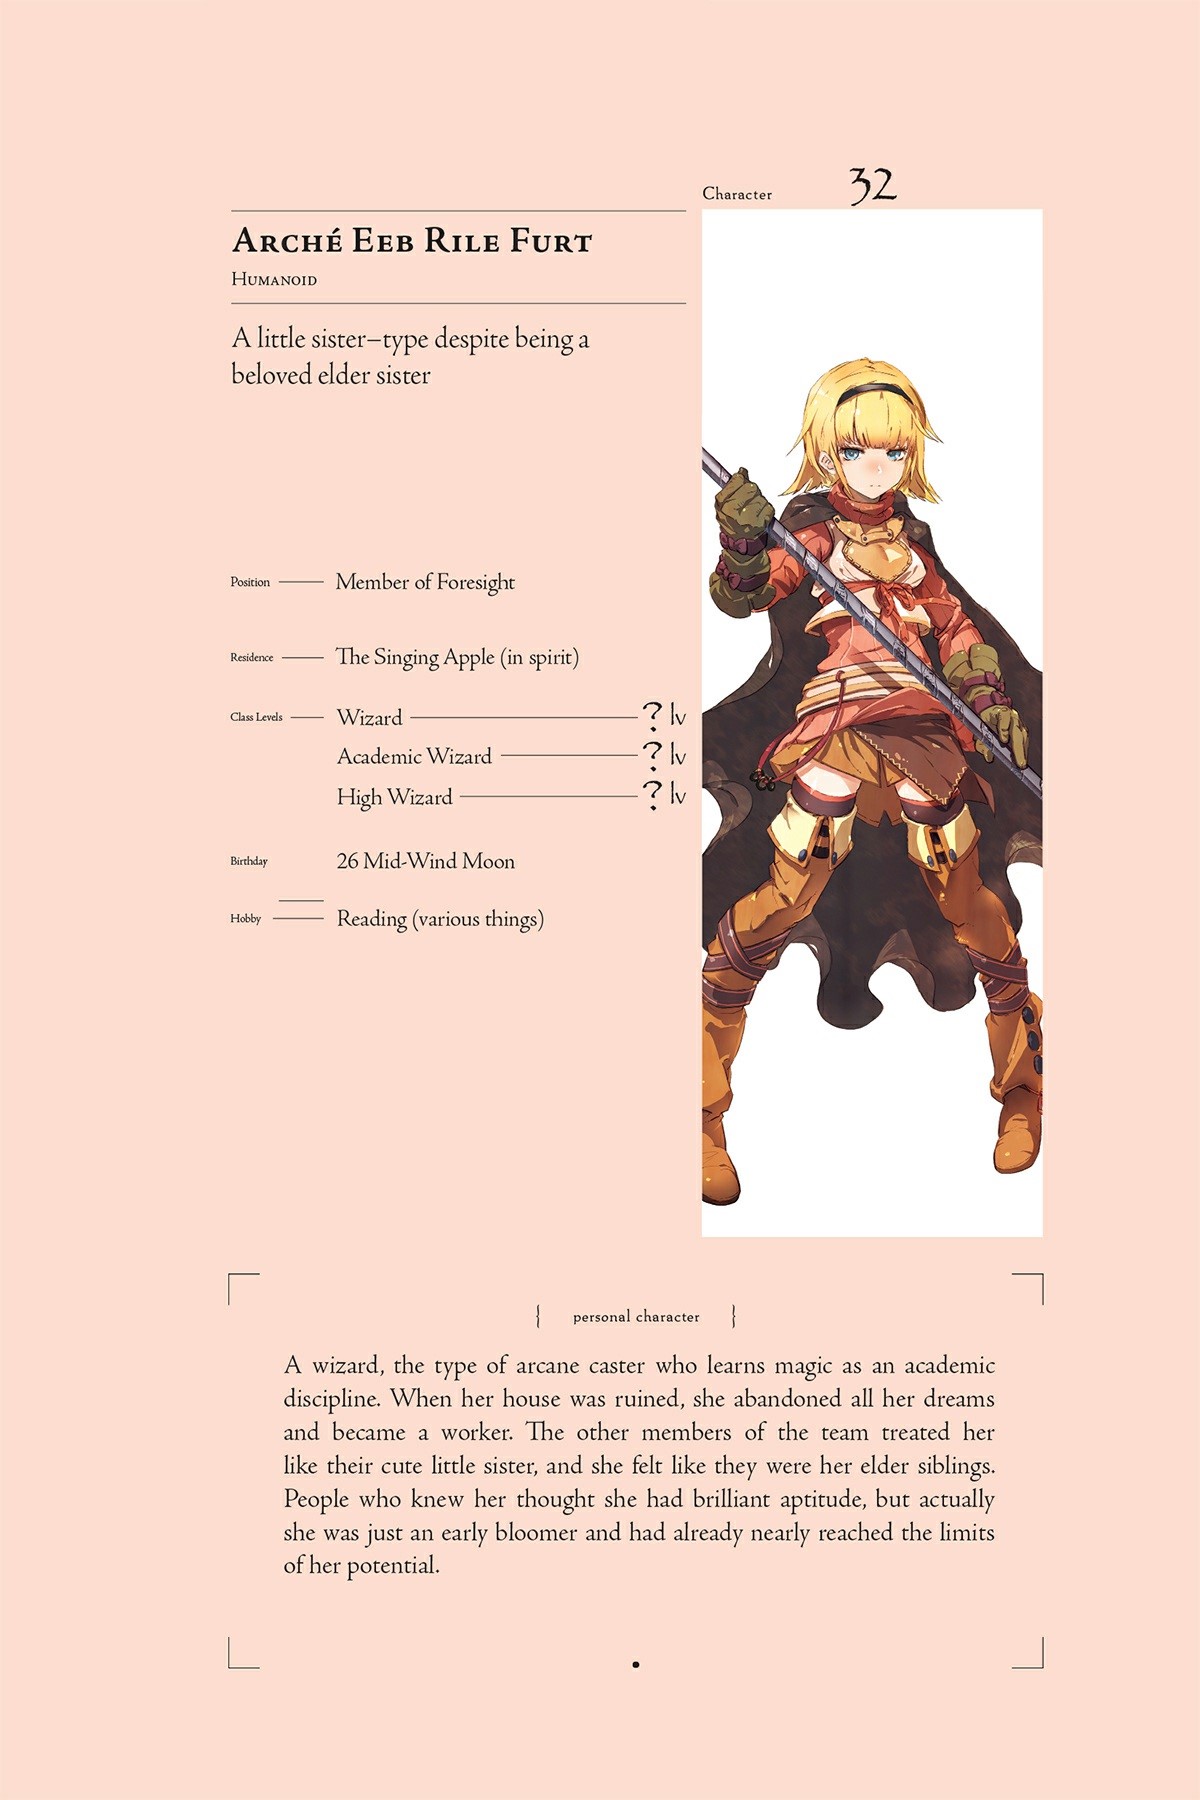 Character 32
Arché Eeb Rile Furt
Humanoid
A little sister–type despite being a
beloved elder sister
Position Member of Foresight
Residence The Singing Apple (in spirit)
Class Levels Wizard ? lv
Academic Wizard ? lv
High Wizard ? lv
Birthday 26 Mid-Wind Moon
Hobby Reading (various things)
{ personal character }
A wizard, the type of arcane caster who learns magic as an academic
discipline. When her house was ruined, she abandoned all her dreams
and became a worker. The other members of the team treated her
like their cute little sister, and she felt like they were her elder siblings.
People who knew her thought she had brilliant aptitude, but actually
she was just an early bloomer and had already nearly reached the limits
of her potential.